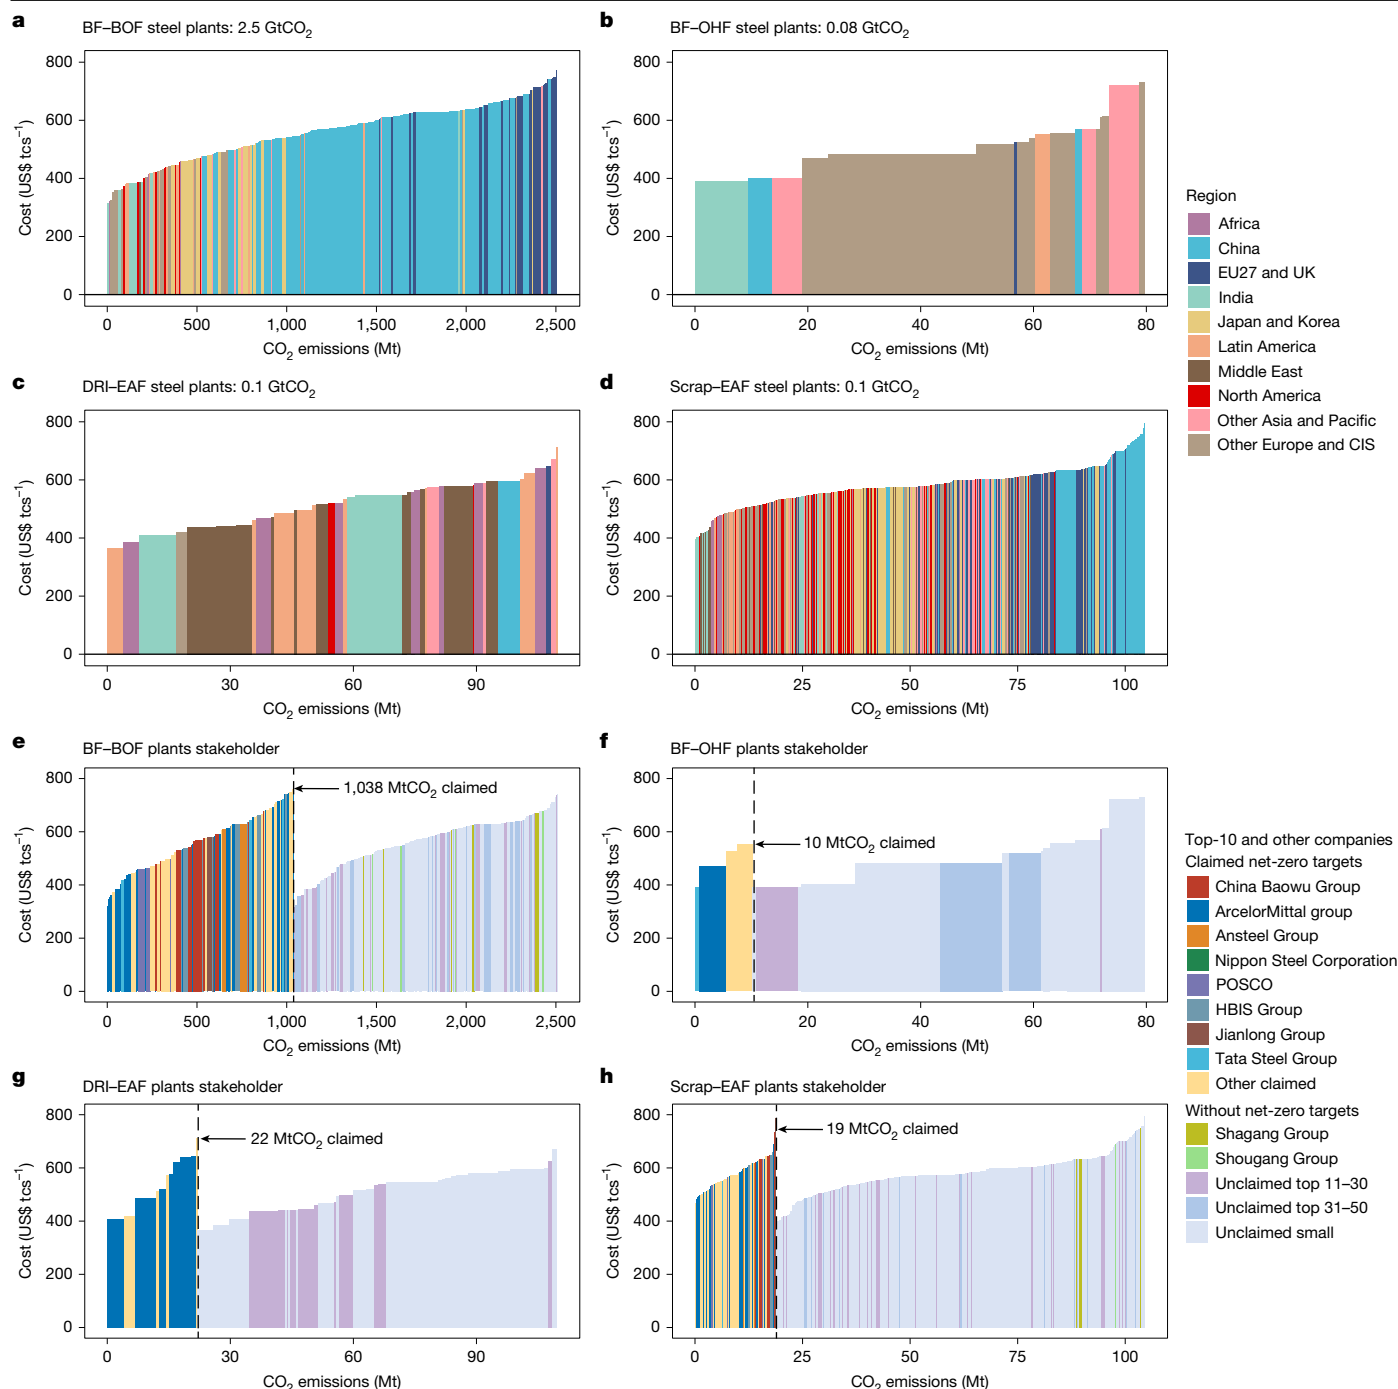 a BF–BOF steel plants: 2.5 GtCO2
Cost (US$ tcs−1)
800
600
400
200
0
0 500 1,000 1,500 2,000 2,500
CO2 emissions (Mt)
b BF–OHF steel plants: 0.08 GtCO2
Cost (US$ tcs−1)
800
600
400
200
0
0 20 40 60 80
CO2 emissions (Mt)
c DRI–EAF steel plants: 0.1 GtCO2
Cost (US$ tcs−1)
800
600
400
200
0
0 30 60 90
CO2 emissions (Mt)
d Scrap–EAF steel plants: 0.1 GtCO2
Cost (US$ tcs−1)
800
600
400
200
0
0 25 50 75 100
CO2 emissions (Mt)
Region
Africa
China
EU27 and UK
India
Japan and Korea
Latin America
Middle East
North America
Other Asia and Pacific
Other Europe and CIS
e BF–BOF plants stakeholder
Cost (US$ tcs−1)
800
600
400
200
0
1,038 MtCO2 claimed
0 500 1,000 1,500 2,000 2,500
CO2 emissions (Mt)
f BF–OHF plants stakeholder
Cost (US$ tcs−1)
800
600
400
200
0
10 MtCO2 claimed
0 20 40 60 80
CO2 emissions (Mt)
g DRI–EAF plants stakeholder
Cost (US$ tcs−1)
800
600
400
200
0
22 MtCO2 claimed
0 30 60 90
CO2 emissions (Mt)
h Scrap–EAF plants stakeholder
Cost (US$ tcs−1)
800
600
400
200
0
19 MtCO2 claimed
0 25 50 75 100
CO2 emissions (Mt)
Top-10 and other companies
Claimed net-zero targets
China Baowu Group
ArcelorMittal group
Ansteel Group
Nippon Steel Corporation
POSCO
HBIS Group
Jianlong Group
Tata Steel Group
Other claimed
Without net-zero targets
Shagang Group
Shougang Group
Unclaimed top 11–30
Unclaimed top 31–50
Unclaimed small